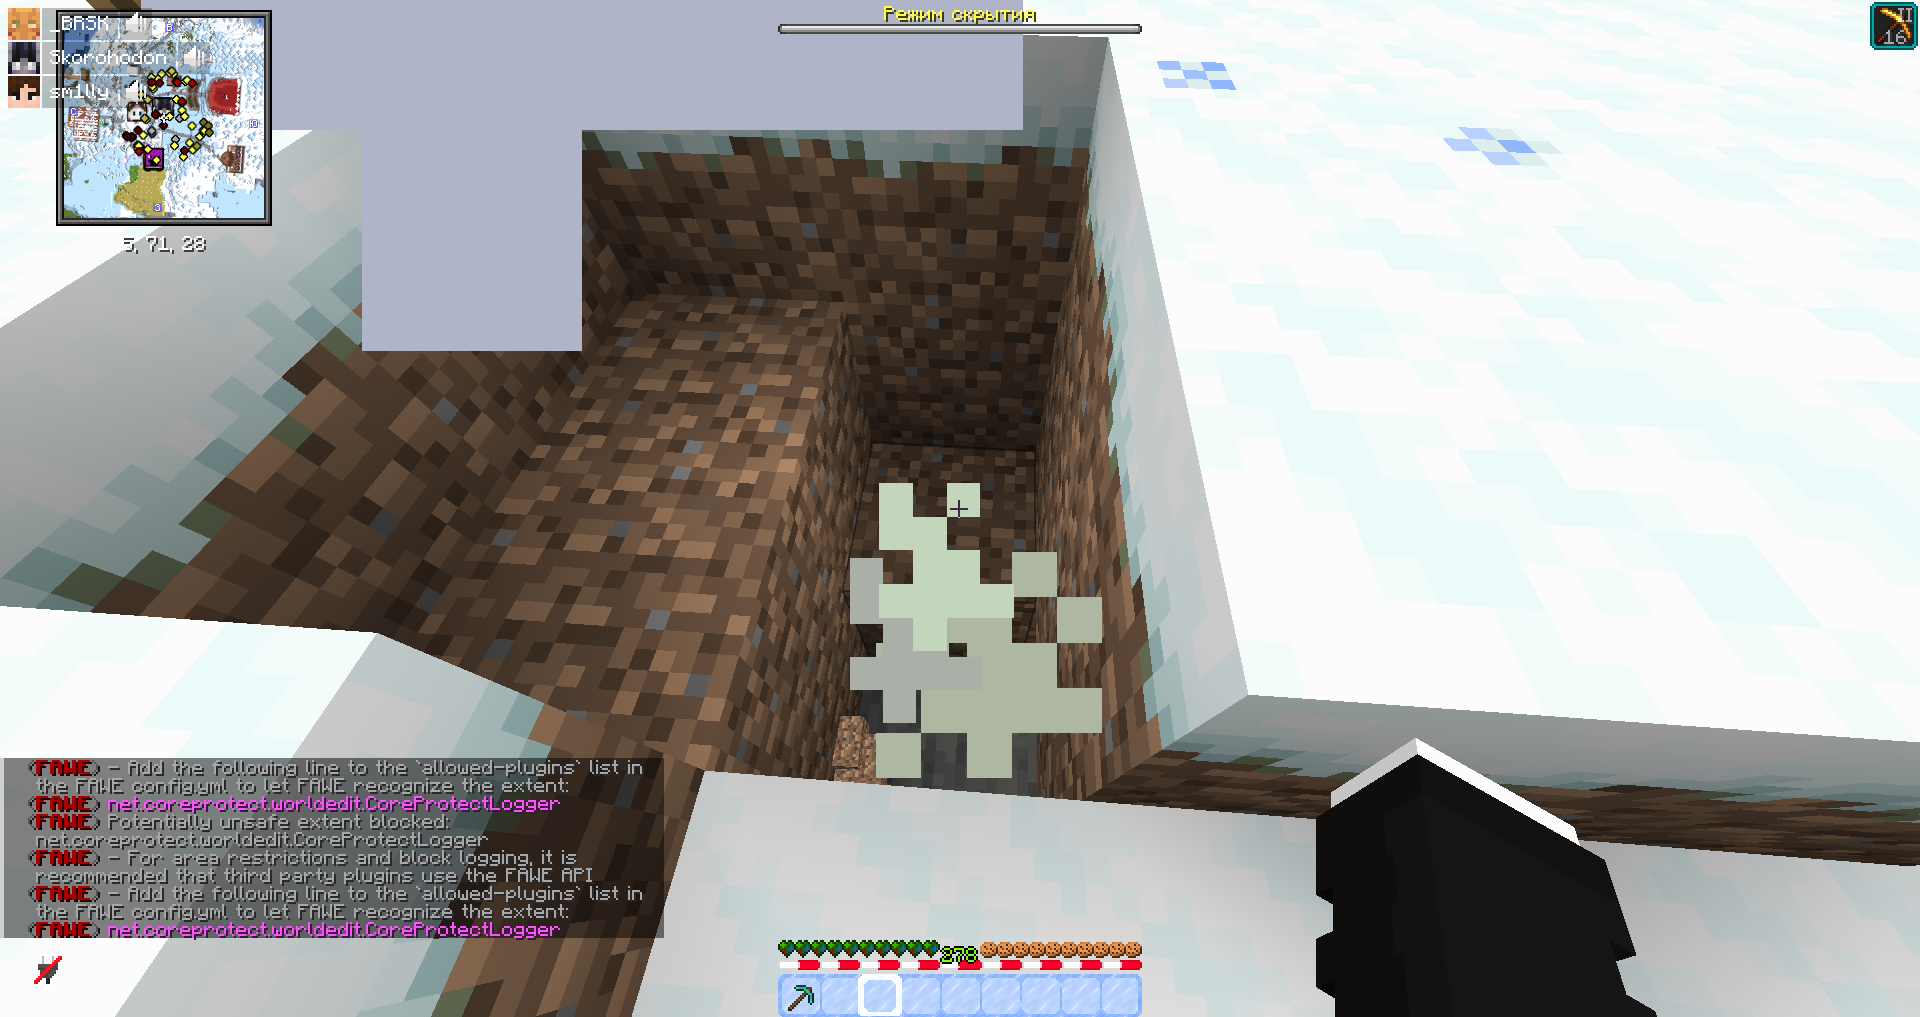 _BRSK
Skorohodon
sm1lly
5, 71, 28
Режим скрытия
II
16
(FAWE) - Add the following line to the `allowed-plugins` list in
the FAWE config.yml to let FAWE recognize the extent:
(FAWE) net.coreprotect.worldedit.CoreProtectLogger
(FAWE) Potentially unsafe extent blocked:
net.coreprotect.worldedit.CoreProtectLogger
(FAWE) - For area restrictions and block logging, it is
recommended that third party plugins use the FAWE API
(FAWE) - Add the following line to the `allowed-plugins` list in
the FAWE config.yml to let FAWE recognize the extent:
(FAWE) net.coreprotect.worldedit.CoreProtectLogger
278